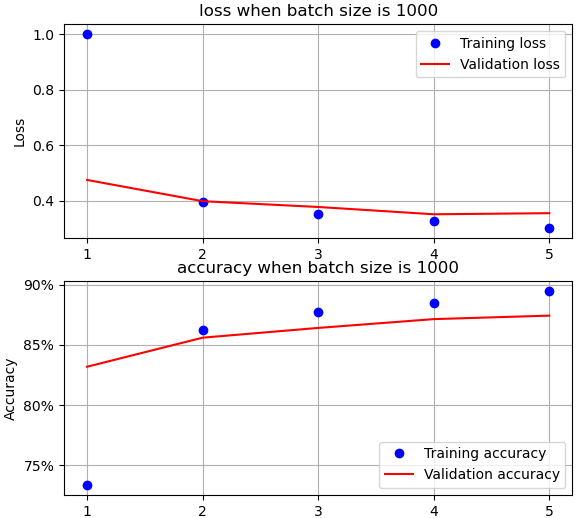 loss when batch size is 1000
1.0
0.8
0.6
0.4
Loss
Training loss
Validation loss
1 2 3 4 5
accuracy when batch size is 1000
90%
85%
80%
75%
Accuracy
Training accuracy
Validation accuracy
1 2 3 4 5